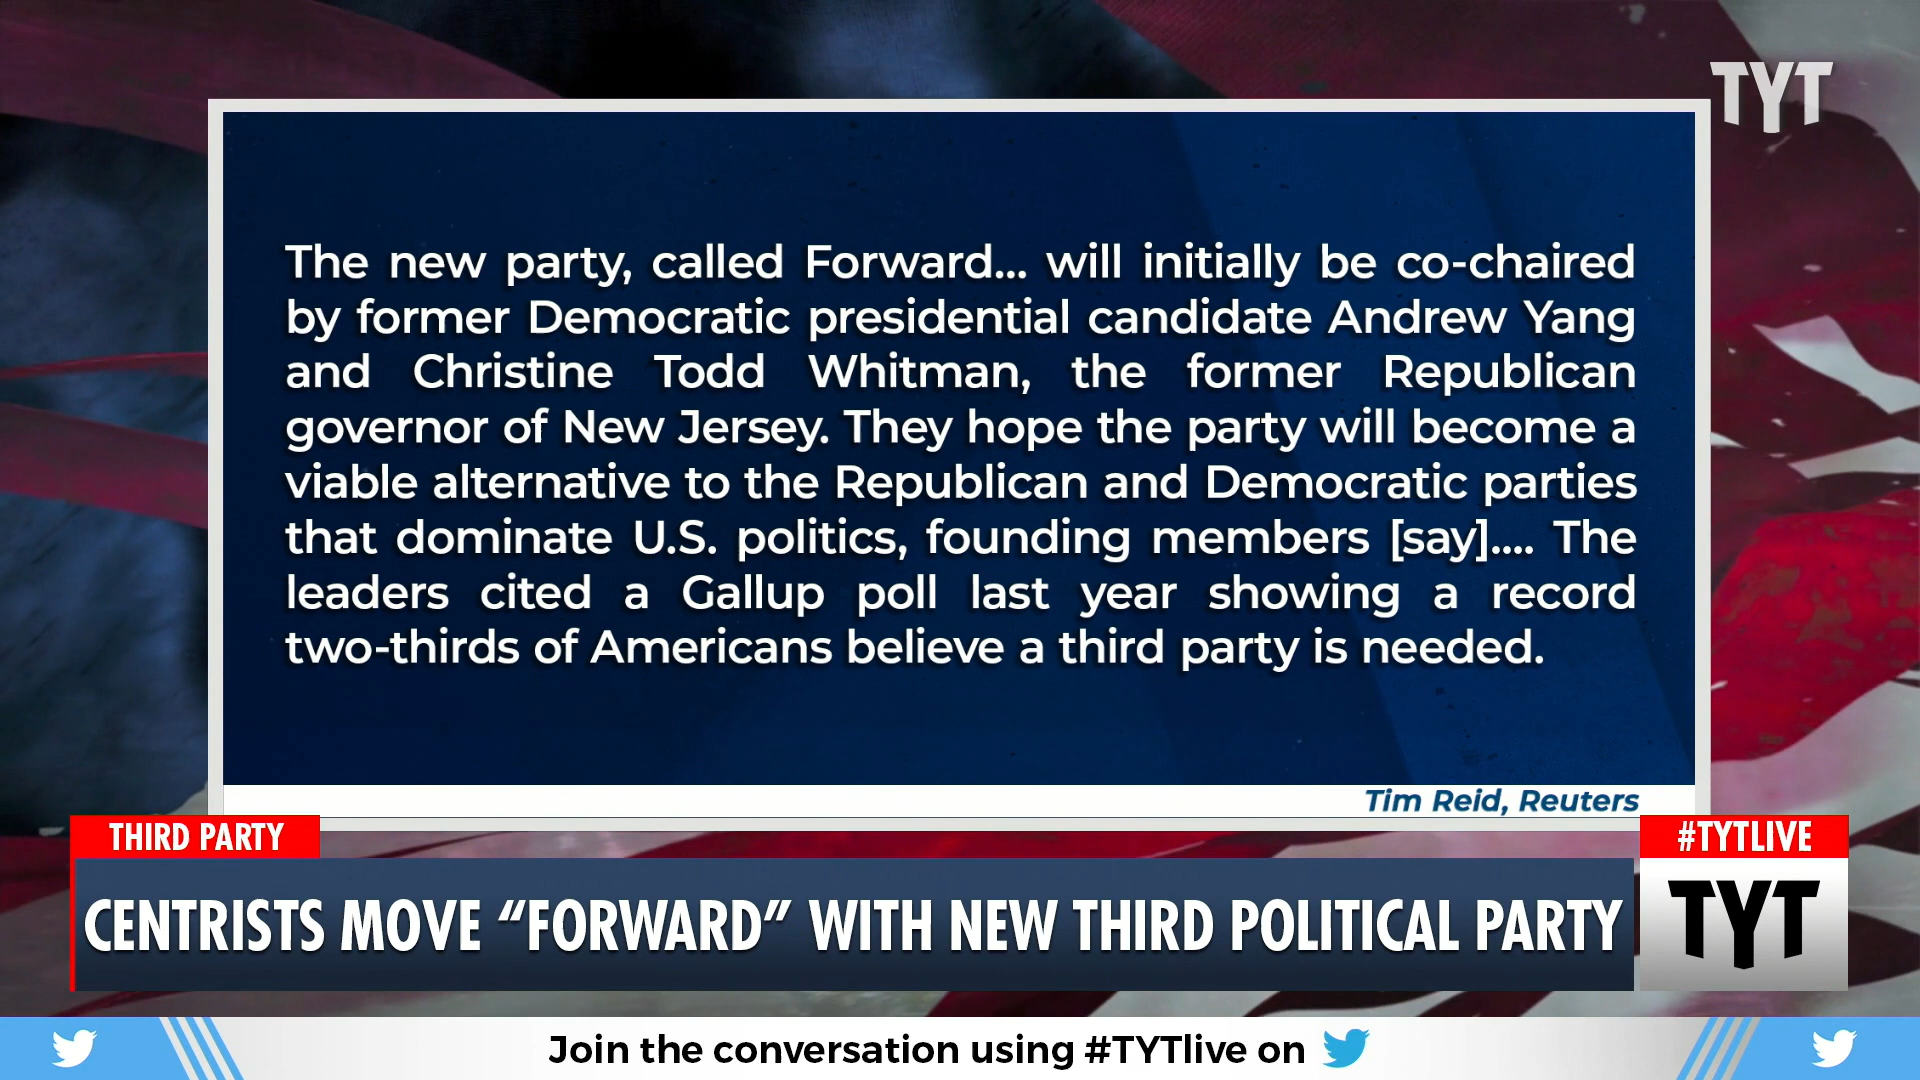 TYT
The new party, called Forward... will initially be co-chaired
by former Democratic presidential candidate Andrew Yang
and Christine Todd Whitman, the former Republican
governor of New Jersey. They hope the party will become a
viable alternative to the Republican and Democratic parties
that dominate U.S. politics, founding members [say].... The
leaders cited a Gallup poll last year showing a record
two-thirds of Americans believe a third party is needed.
Tim Reid, Reuters
THIRD PARTY
#TYTLIVE
CENTRISTS MOVE “FORWARD” WITH NEW THIRD POLITICAL PARTY
TYT
Join the conversation using #TYTlive on